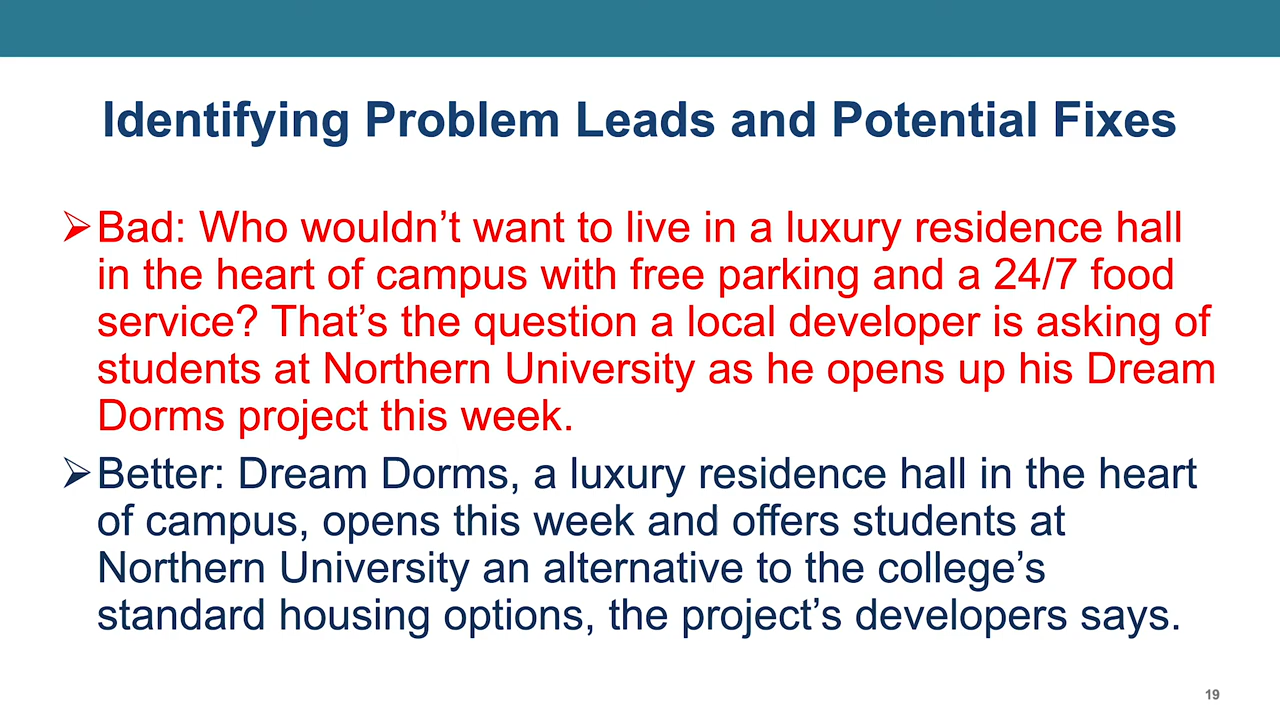 Identifying Problem Leads and Potential Fixes
➢Bad: Who wouldn’t want to live in a luxury residence hall
in the heart of campus with free parking and a 24/7 food
service? That’s the question a local developer is asking of
students at Northern University as he opens up his Dream
Dorms project this week.
➢Better: Dream Dorms, a luxury residence hall in the heart
of campus, opens this week and offers students at
Northern University an alternative to the college’s
standard housing options, the project’s developers says.
19